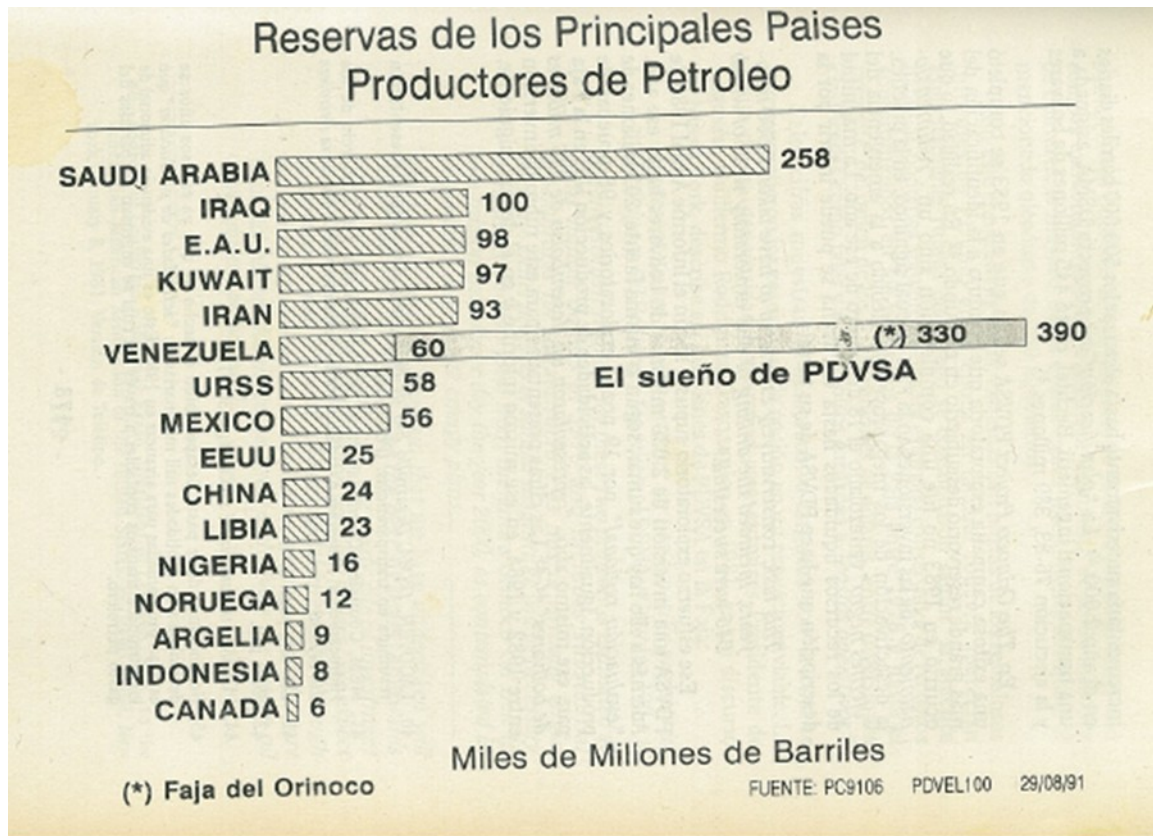 Reservas de los Principales Paises
Productores de Petroleo
SAUDI ARABIA 258
IRAQ 100
E.A.U. 98
KUWAIT 97
IRAN 93
VENEZUELA 60 (*) 330 390
El sueño de PDVSA
URSS 58
MEXICO 56
EEUU 25
CHINA 24
LIBIA 23
NIGERIA 16
NORUEGA 12
ARGELIA 9
INDONESIA 8
CANADA 6
Miles de Millones de Barriles
(*) Faja del Orinoco
FUENTE: PC9106 PDVEL100 29/08/91